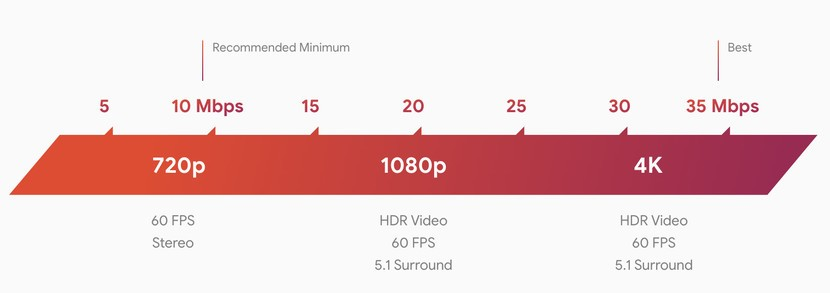 Recommended Minimum
Best
5
10 Mbps
15
20
25
30
35 Mbps
720p
1080p
4K
60 FPS
Stereo
HDR Video
60 FPS
5.1 Surround
HDR Video
60 FPS
5.1 Surround